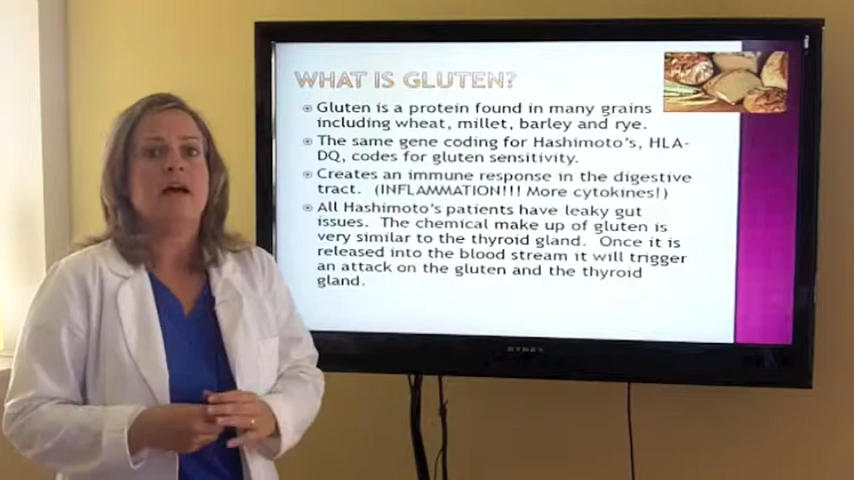 WHAT IS GLUTEN?
Gluten is a protein found in many grains
including wheat, millet, barley and rye.
The same gene coding for Hashimoto's, HLA-
DQ, codes for gluten sensitivity.
Creates an immune response in the digestive
tract. (INFLAMMATION!!! More cytokines!)
All Hashimoto's patients have leaky gut
issues. The chemical make up of gluten is
very similar to the thyroid gland. Once it is
released into the blood stream it will trigger
an attack on the gluten and the thyroid
gland.
DYNEX